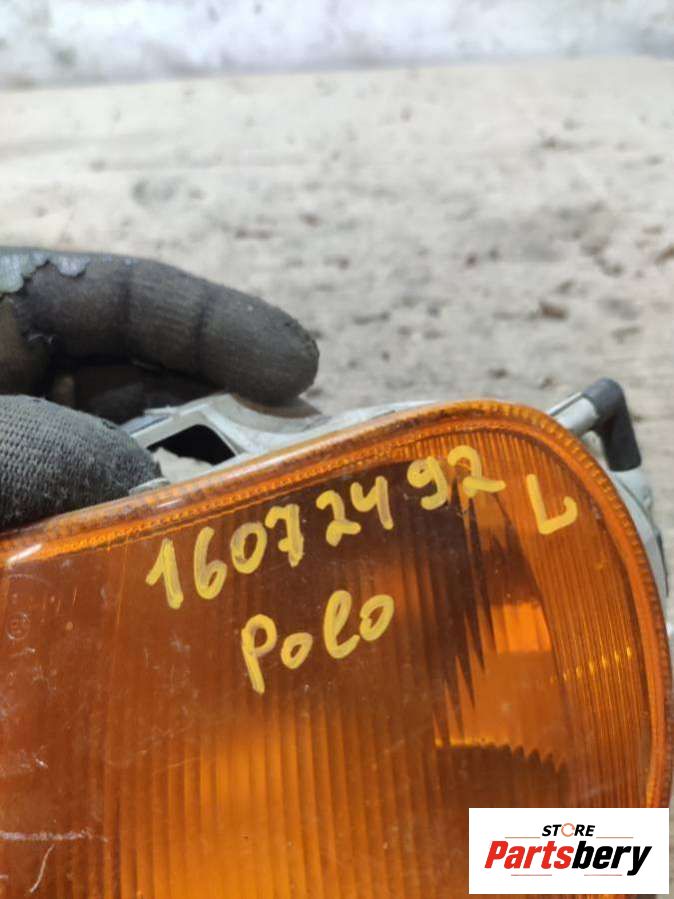 16072492 L
Polo
STORE
Partsbery